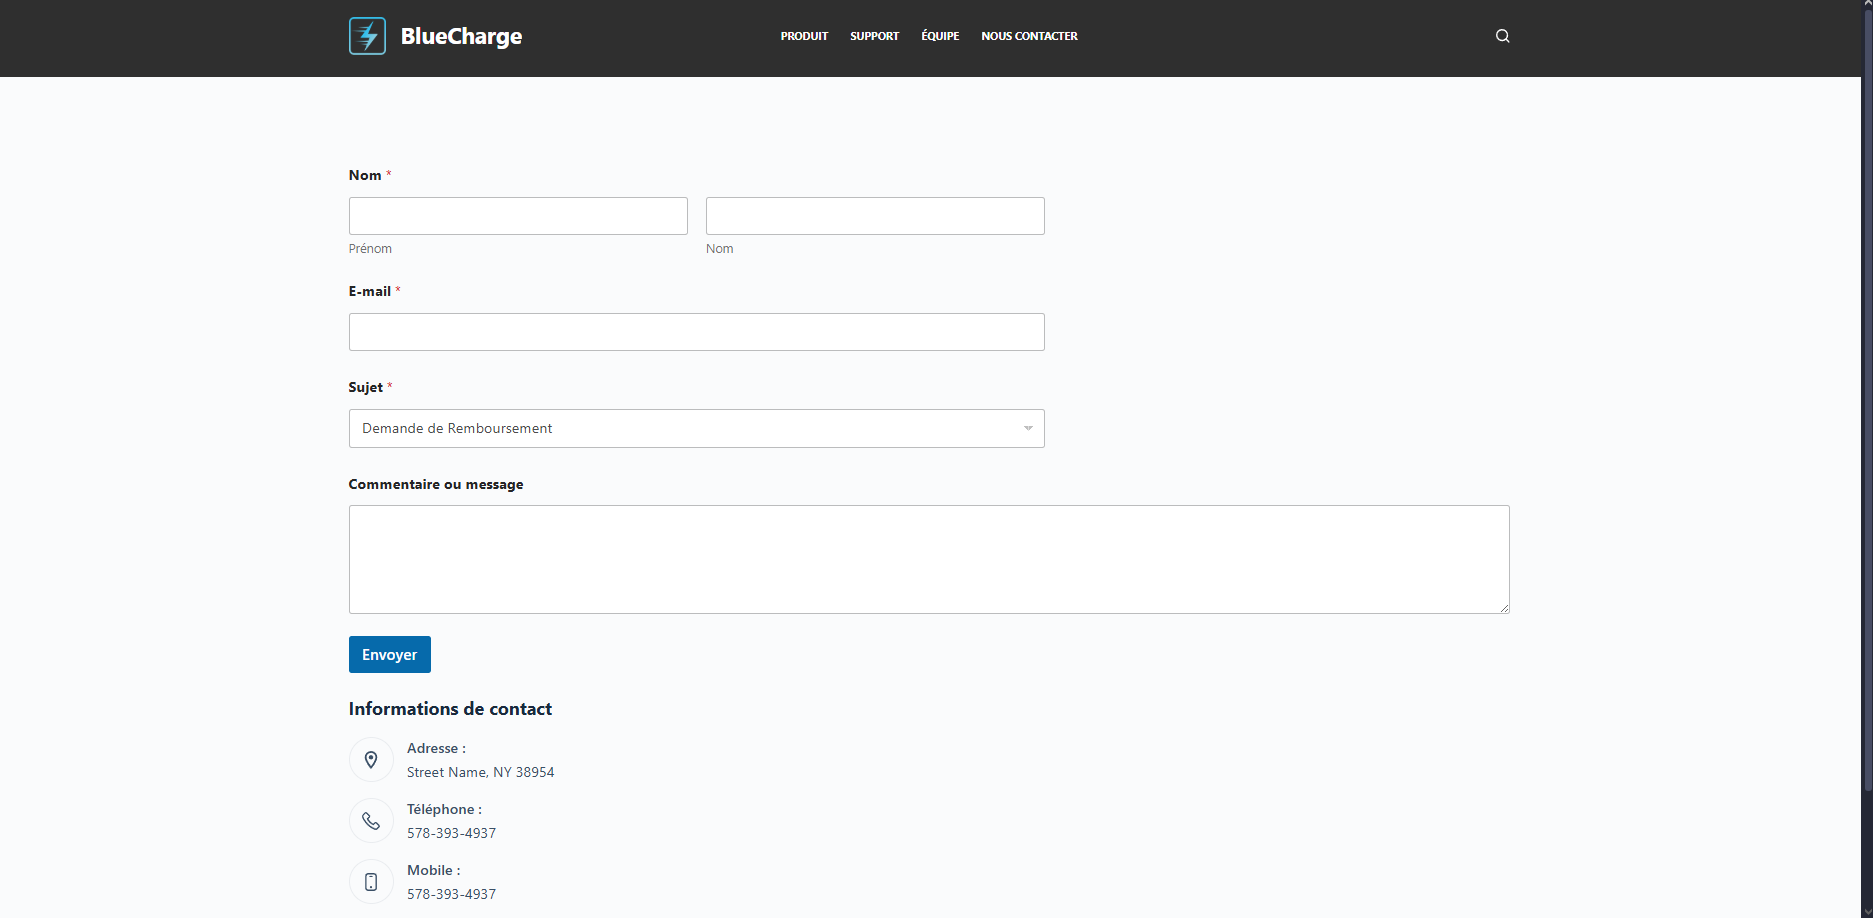 BlueCharge
PRODUIT SUPPORT ÉQUIPE NOUS CONTACTER
Nom *
Prénom Nom
E-mail *
Sujet *
Demande de Remboursement
Commentaire ou message
Envoyer
Informations de contact
Adresse :
Street Name, NY 38954
Téléphone :
578-393-4937
Mobile :
578-393-4937